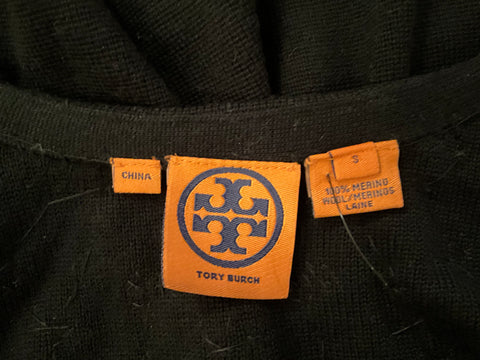 CHINA
TORY BURCH
S
100% MERINO
WOOL/MERINOS
LAINE